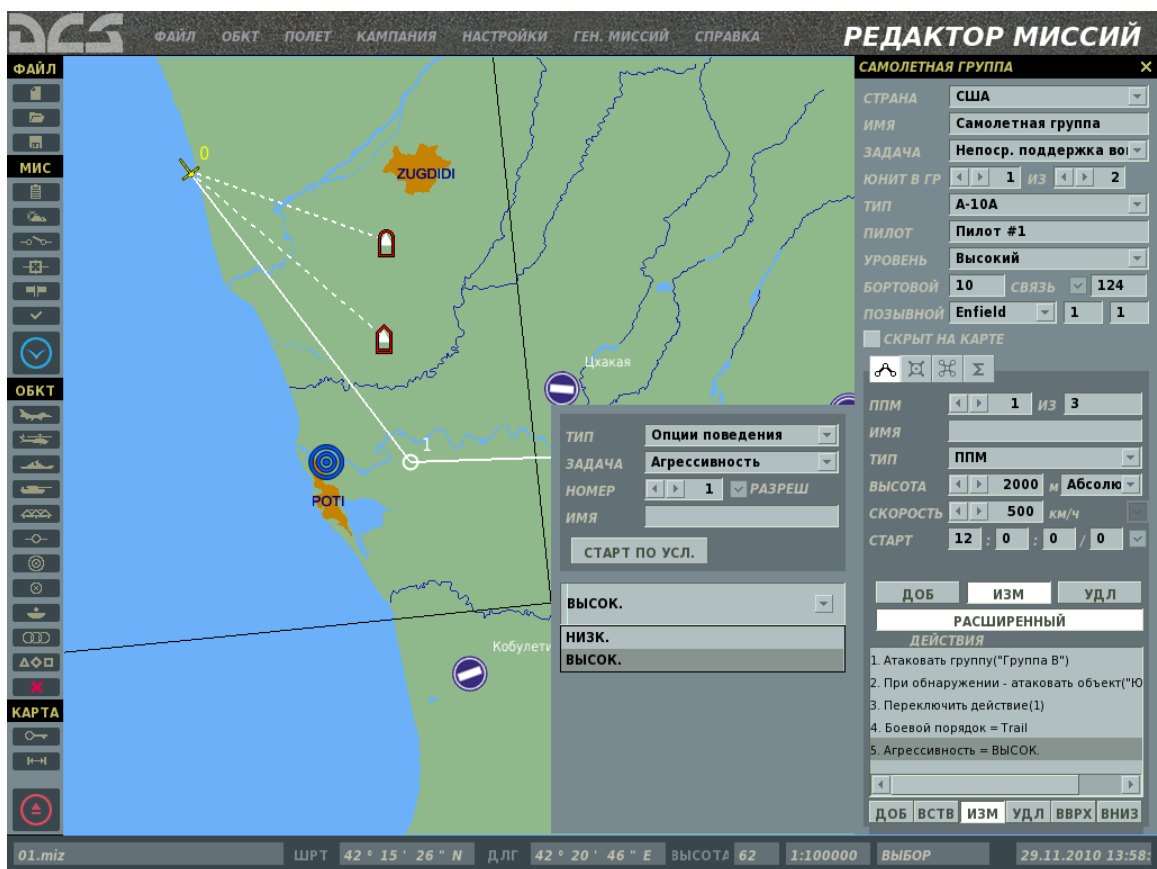 DCS ФАЙЛ ОБКТ ПОЛЕТ КАМПАНИЯ НАСТРОЙКИ ГЕН. МИССИЙ СПРАВКА РЕДАКТОР МИССИЙ
ФАЙЛ
МИС
ОБКТ
КАРТА
0
ZUGDIDI
Цхакая
1
POTI
Кобулети
ТИП Опции поведения
ЗАДАЧА Агрессивность
НОМЕР 1 РАЗРЕШ
ИМЯ
СТАРТ ПО УСЛ.
ВЫСОК.
НИЗК.
ВЫСОК.
САМОЛЕТНАЯ ГРУППА
СТРАНА США
ИМЯ Самолетная группа
ЗАДАЧА Непоср. поддержка
ЮНИТ В ГР 1 ИЗ 2
ТИП A-10A
ПИЛОТ Пилот #1
УРОВЕНЬ Высокий
БОРТОВОЙ 10 СВЯЗЬ 124
ПОЗЫВНОЙ Enfield 1 1
СКРЫТ НА КАРТЕ
Σ
ППМ 1 ИЗ 3
ИМЯ
ТИП ППМ
ВЫСОТА 2000 м Абсолю
СКОРОСТЬ 500 км/ч
СТАРТ 12 : 0 : 0 / 0
ДОБ ИЗМ УДЛ
РАСШИРЕННЫЙ
ДЕЙСТВИЯ
1. Атаковать группу("Группа В")
2. При обнаружении - атаковать объект("Ю
3. Переключить действие(1)
4. Боевой порядок = Trail
5. Агрессивность = ВЫСОК.
ДОБ ВСТВ ИЗМ УДЛ ВВРХ ВНИЗ
01.miz ШРТ 42 ° 15 ' 26 " N ДЛГ 42 ° 20 ' 46 " E ВЫСОТА 62 1:100000 ВЫБОР 29.11.2010 13:58: